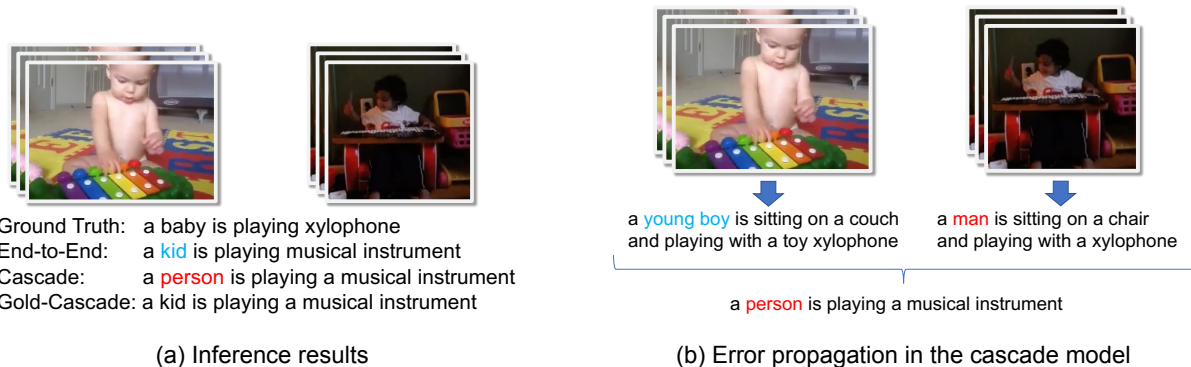 Ground Truth: a baby is playing xylophone
End-to-End: a kid is playing musical instrument
Cascade: a person is playing a musical instrument
Gold-Cascade: a kid is playing a musical instrument
(a) Inference results
a young boy is sitting on a couch
and playing with a toy xylophone
a man is sitting on a chair
and playing with a xylophone
a person is playing a musical instrument
(b) Error propagation in the cascade model